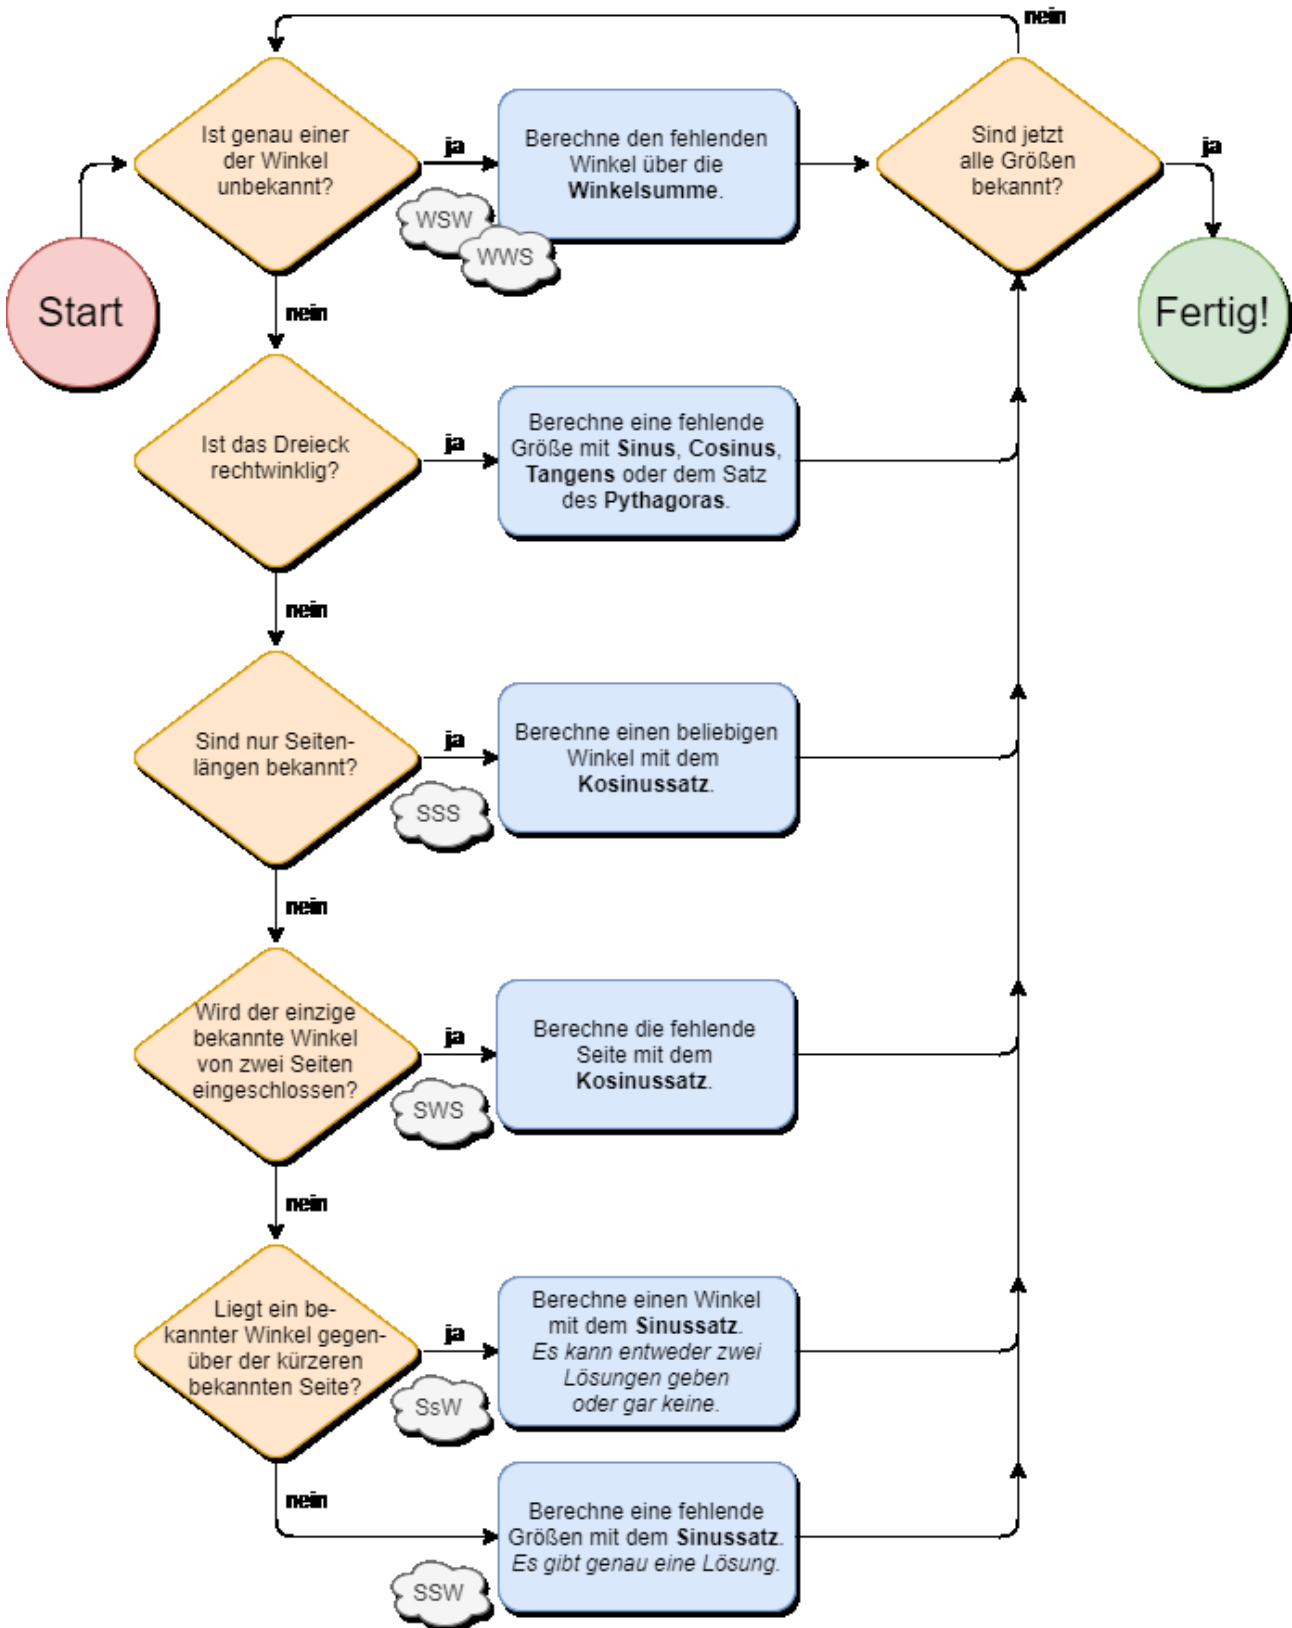 nein
Ist genau einer
der Winkel
unbekannt?
ja
Berechne den fehlenden
Winkel über die
Winkelsumme.
Sind jetzt
alle Größen
bekannt?
ja
WSW
WWS
Start
nein
Fertig!
Ist das Dreieck
rechtwinklig?
ja
Berechne eine fehlende
Größe mit Sinus, Cosinus,
Tangens oder dem Satz
des Pythagoras.
nein
Sind nur Seiten-
längen bekannt?
ja
Berechne einen beliebigen
Winkel mit dem
Kosinussatz.
SSS
nein
Wird der einzige
bekannte Winkel
von zwei Seiten
eingeschlossen?
ja
Berechne die fehlende
Seite mit dem
Kosinussatz.
SWS
nein
Liegt ein be-
kannter Winkel gegen-
über der kürzeren
bekannten Seite?
ja
Berechne einen Winkel
mit dem Sinussatz.
Es kann entweder zwei
Lösungen geben
oder gar keine.
SsW
nein
Berechne eine fehlende
Größen mit dem Sinussatz.
Es gibt genau eine Lösung.
SSW